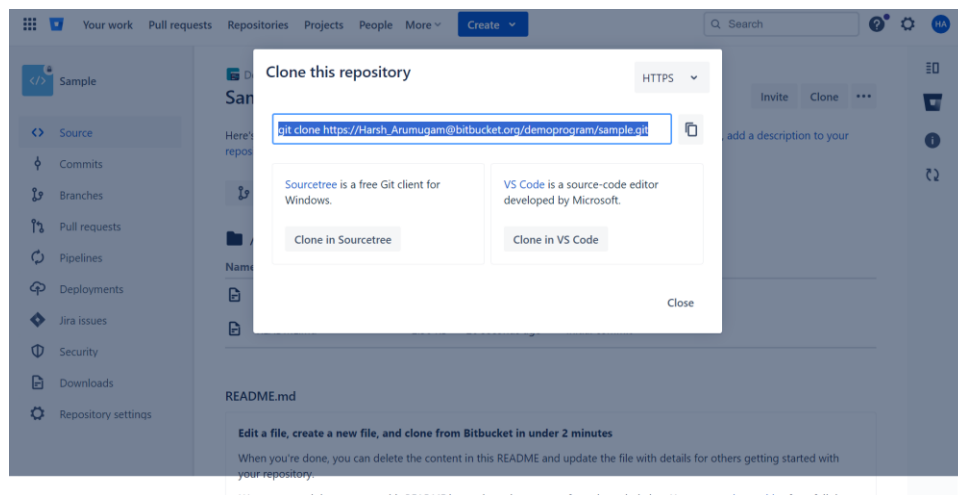 Your work Pull requests Repositories Projects People More Create Search HA
Sample
Source
Commits
Branches
Pull requests
Pipelines
Deployments
Jira issues
Security
Downloads
Repository settings
Invite Clone
Here's
add a description to your
Name
Clone this repository
HTTPS
git clone https://Harsh_Arumugam@bitbucket.org/demoprogram/sample.git
Sourcetree is a free Git client for
Windows.
Clone in Sourcetree
VS Code is a source-code editor
developed by Microsoft.
Clone in VS Code
Close
README.md
Edit a file, create a new file, and clone from Bitbucket in under 2 minutes
When you're done, you can delete the content in this README and update the file with details for others getting started with
your repository.